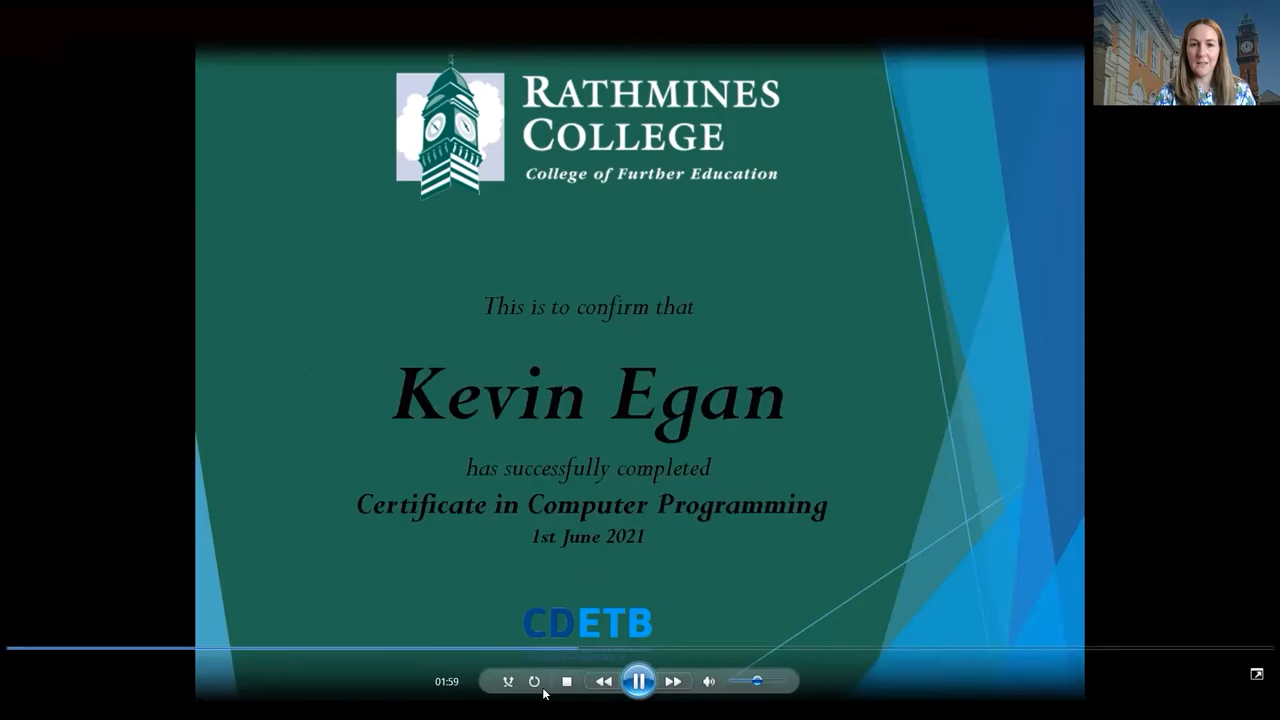 RATHMINES
COLLEGE
College of Further Education
This is to confirm that
Kevin Egan
has successfully completed
Certificate in Computer Programming
1st June 2021
CDETB
01:59